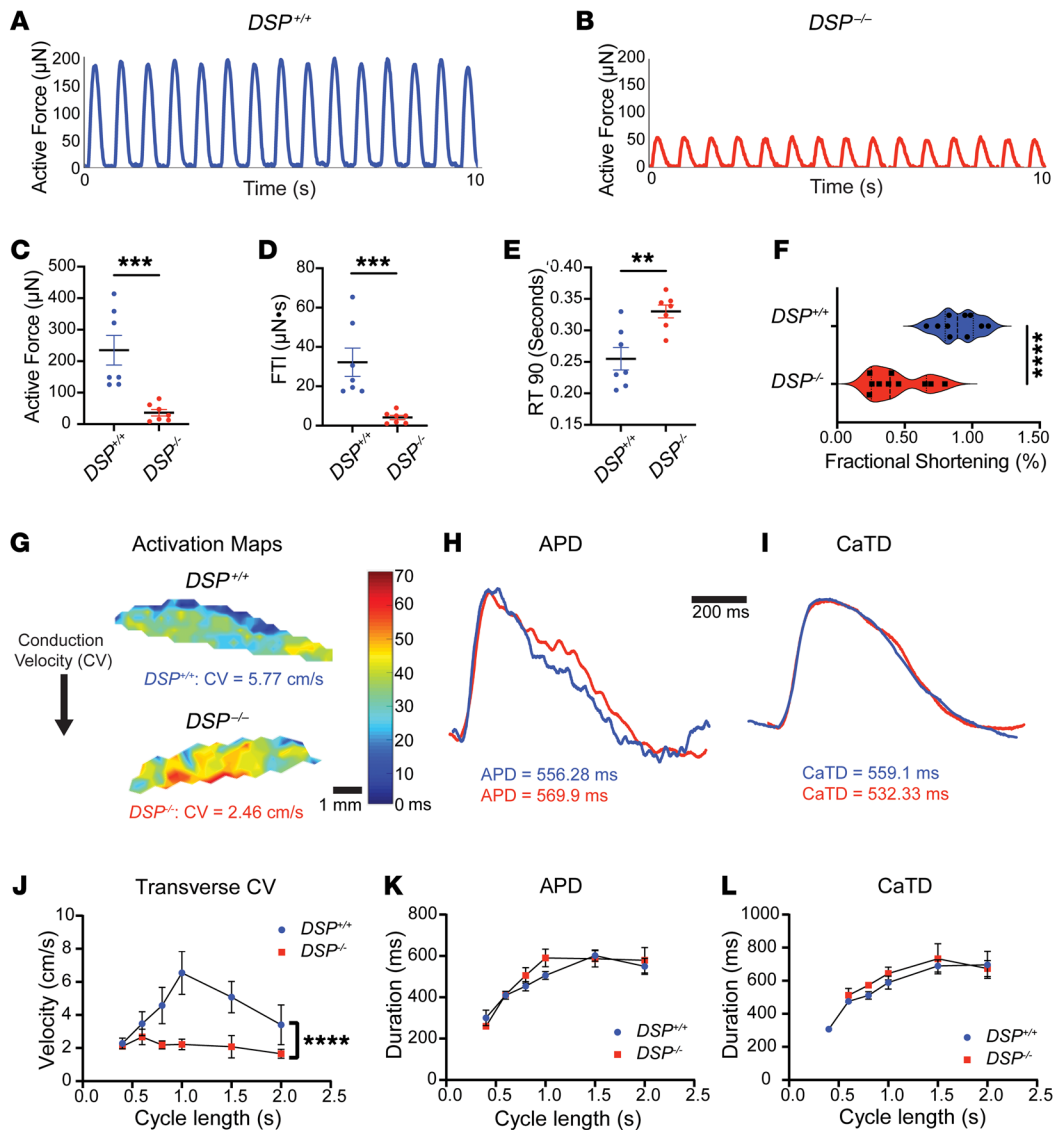 A
DSP+/+
Active Force (µN)
200
150
100
50
0
0
Time (s)
10
B
DSP–/–
Active Force (µN)
200
150
100
50
0
0
Time (s)
10
C
***
Active Force (µN)
500
400
300
200
100
0
DSP+/+
DSP-/-
D
***
FTI (µN•s)
80
60
40
20
0
DSP+/+
DSP-/-
E
**
RT 90 (Seconds)
0.40
0.35
0.30
0.25
0.20
0.15
DSP+/+
DSP-/-
F
DSP+/+
DSP-/-
****
0.00 0.50 1.00 1.50
Fractional Shortening (%)
G
Activation Maps
DSP+/+
Conduction
Velocity (CV)
DSP+/+: CV = 5.77 cm/s
DSP–/–
DSP-/-: CV = 2.46 cm/s
1 mm
70
60
50
40
30
20
10
0 ms
H
APD
APD = 556.28 ms
APD = 569.9 ms
200 ms
I
CaTD
CaTD = 559.1 ms
CaTD = 532.33 ms
J
Transverse CV
Velocity (cm/s)
10
8
6
4
2
0
DSP+/+
DSP-/-
****
0.0 0.5 1.0 1.5 2.0 2.5
Cycle length (s)
K
APD
Duration (ms)
800
600
400
200
0
DSP+/+
DSP-/-
0.0 0.5 1.0 1.5 2.0 2.5
Cycle length (s)
L
CaTD
Duration (ms)
1000
800
600
400
200
0
DSP+/+
DSP-/-
0.0 0.5 1.0 1.5 2.0 2.5
Cycle length (s)